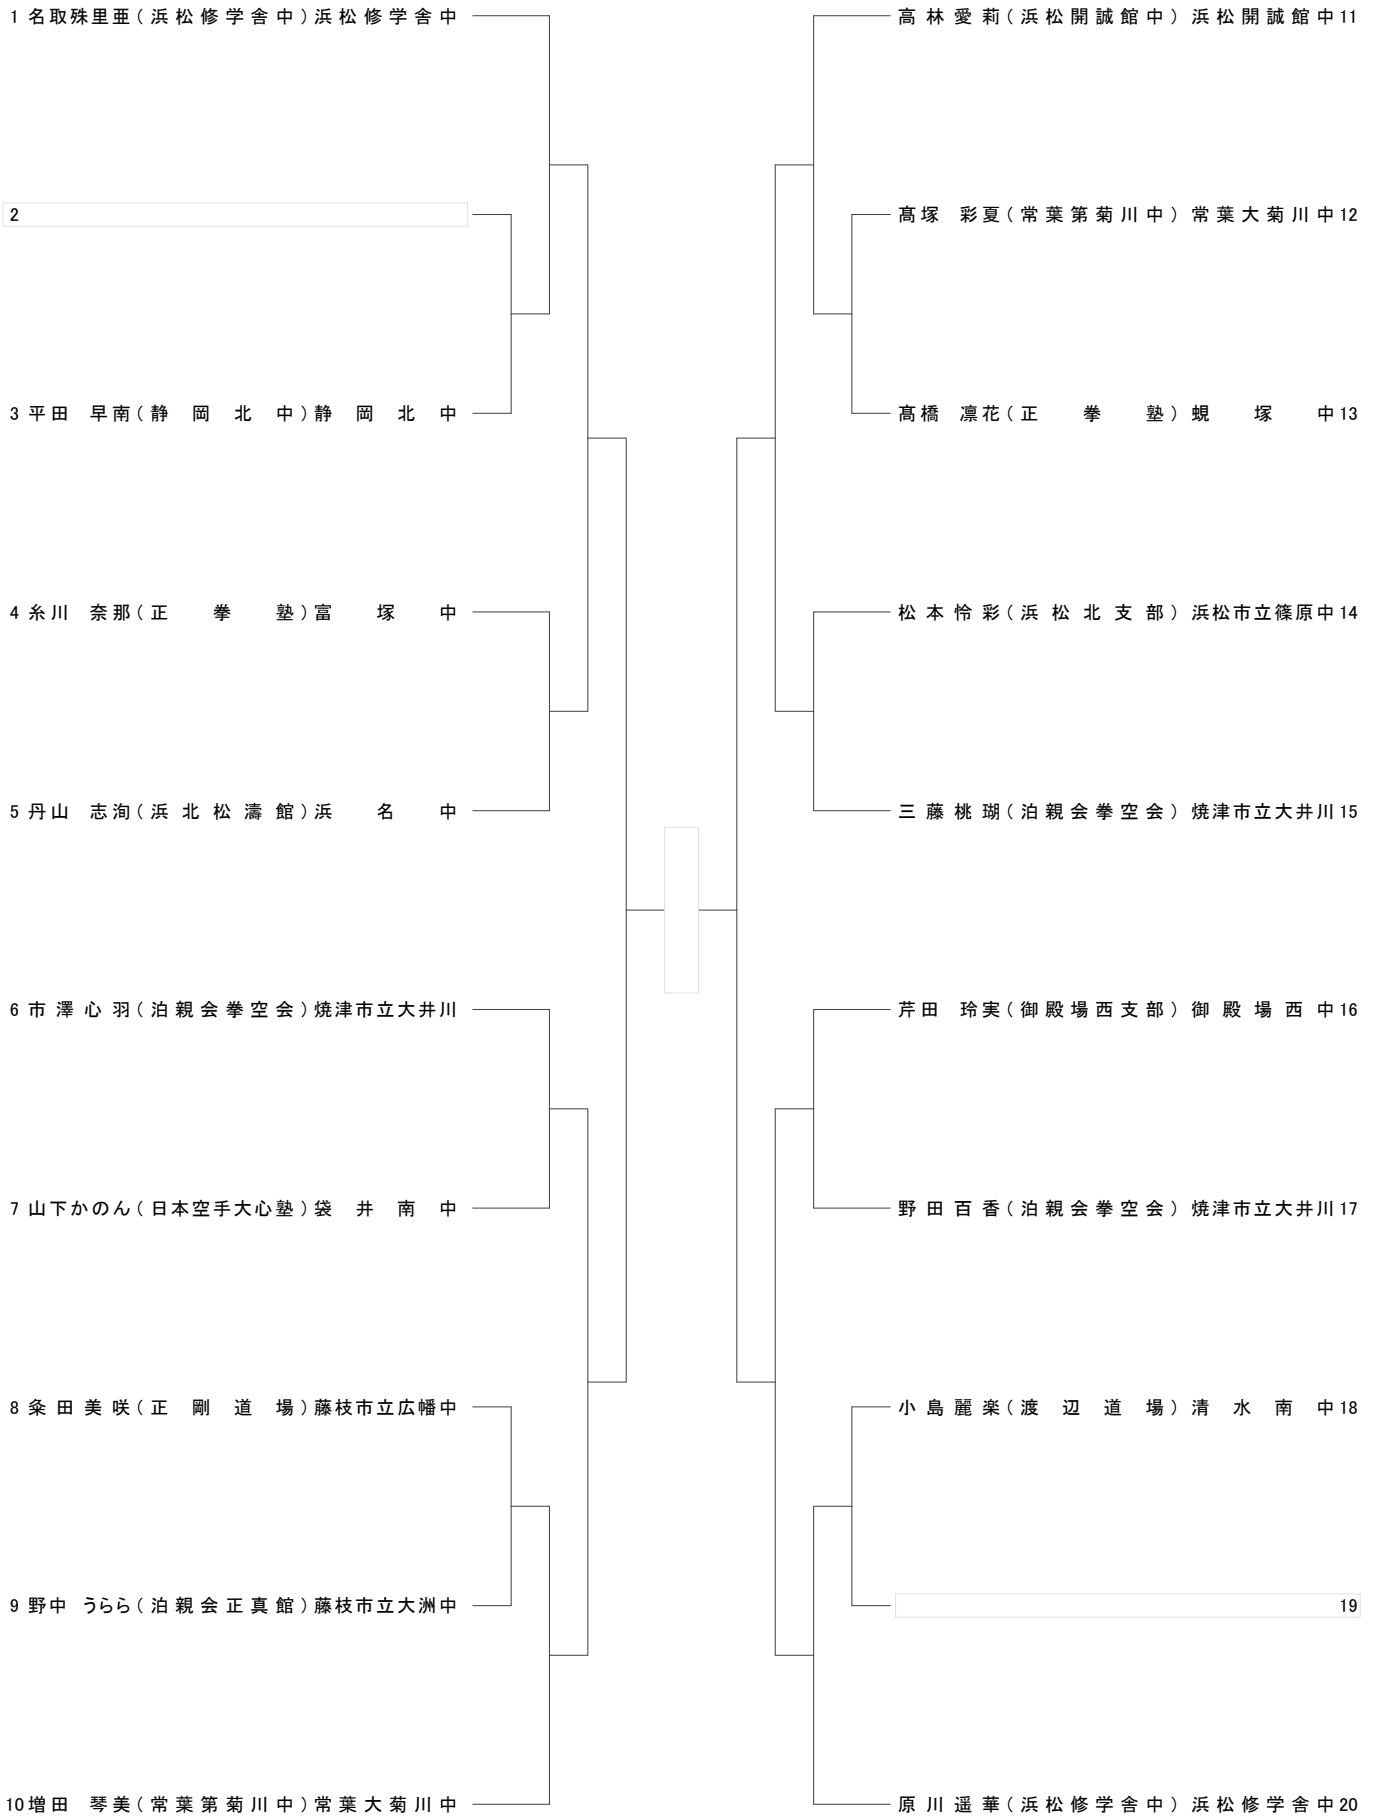 1 名取殊里亜(浜松修学舎中)浜松修学舎中
2
3 平田 早南(静岡北中)静岡北中
4 糸川 奈那(正拳塾)富塚中
5 丹山 志洵(浜北松濤館)浜名中
6 市澤心羽(泊親会拳空会)焼津市立大井川
7 山下かのん(日本空手大心塾)袋井南中
8 粂田美咲(正剛道場)藤枝市立広幡中
9 野中 うらら(泊親会正真館)藤枝市立大洲中
10 増田 琴美(常葉第菊川中)常葉大菊川中
高林愛莉(浜松開誠館中)浜松開誠館中 11
髙塚 彩夏(常葉第菊川中)常葉大菊川中 12
髙橋 凛花(正拳塾)蜆塚中 13
松本怜彩(浜松北支部)浜松市立篠原中 14
三藤桃瑚(泊親会拳空会)焼津市立大井川 15
芹田 玲実(御殿場西支部)御殿場西中 16
野田百香(泊親会拳空会)焼津市立大井川 17
小島麗楽(渡辺道場)清水南中 18
19
原川遥華(浜松修学舎中)浜松修学舎中 20